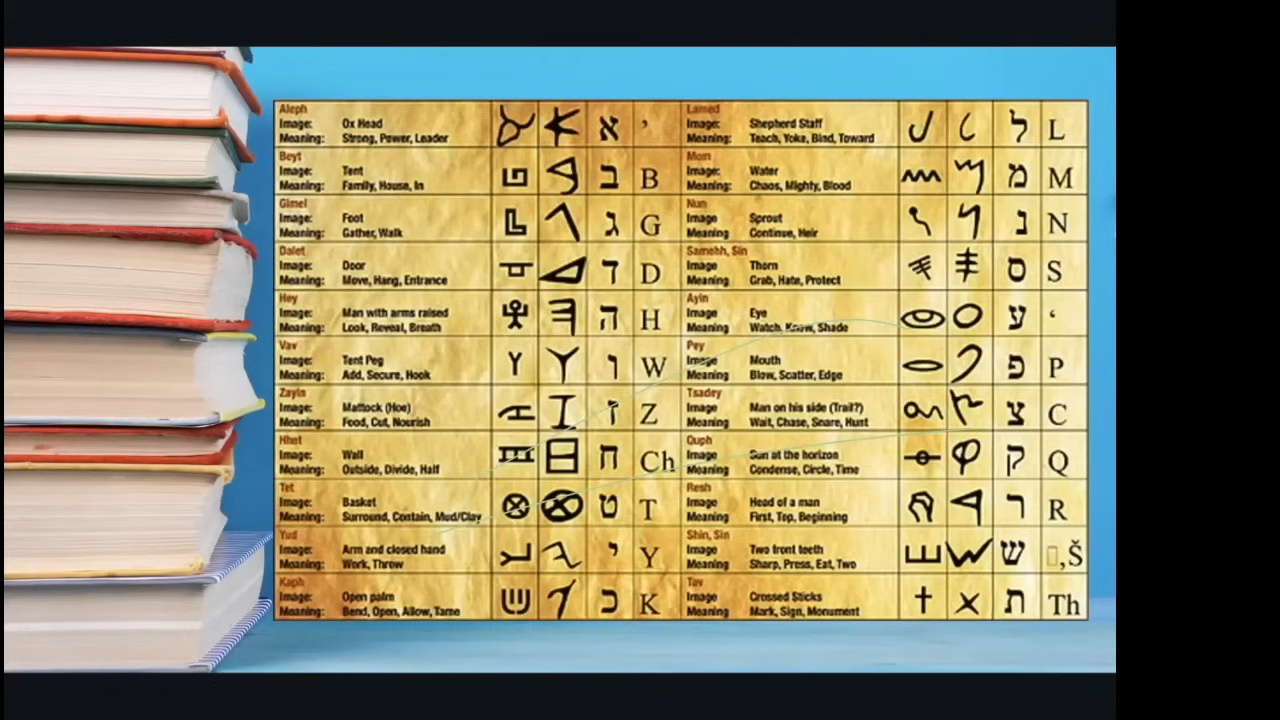 Aleph
Image: Ox Head א ’
Meaning: Strong, Power, Leader
Beyt
Image: Tent ב B
Meaning: Family, House, In
Gimel
Image: Foot ג G
Meaning: Gather, Walk
Dalet
Image: Door ד D
Meaning: Move, Hang, Entrance
Hey
Image: Man with arms raised ה H
Meaning: Look, Reveal, Breath
Vav
Image: Tent Peg ו W
Meaning: Add, Secure, Hook
Zayin
Image: Mattock (Hoe) ז Z
Meaning: Food, Cut, Nourish
Hhet
Image: Wall ח Ch
Meaning: Outside, Divide, Half
Tet
Image: Basket ט T
Meaning: Surround, Contain, Mud/Clay
Yud
Image: Arm and closed hand י Y
Meaning: Work, Throw
Kaph
Image: Open palm כ K
Meaning: Bend, Open, Allow, Tame
Lamed
Image: Shepherd Staff ל L
Meaning: Teach, Yoke, Bind, Toward
Mem
Image: Water מ M
Meaning: Chaos, Mighty, Blood
Nun
Image Sprout נ N
Meaning Continue, Heir
Samehh, Sin
Image Thorn ס S
Meaning Grab, Hate, Protect
Ayin
Image Eye ע ‘
Meaning Watch, Know, Shade
Pey
Image Mouth פ P
Meaning Blow, Scatter, Edge
Tsadey
Image Man on his side (Trail?) צ C
Meaning Wait, Chase, Snare, Hunt
Quph
Image Sun at the horizon ק Q
Meaning Condense, Circle, Time
Resh
Image Head of a man ר R
Meaning First, Top, Beginning
Shin, Sin
Image Two front teeth ש ,Š
Meaning Sharp, Press, Eat, Two
Tav
Image Crossed Sticks ת Th
Meaning Mark, Sign, Monument